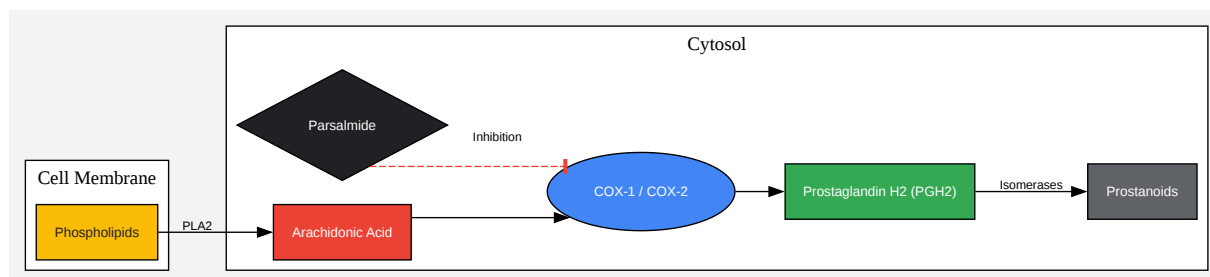 Cytosol
Parsalmide
Inhibition
Cell Membrane
Phospholipids
PLA2
Arachidonic Acid
COX-1 / COX-2
Prostaglandin H2 (PGH2)
Isomerases
Prostanoids